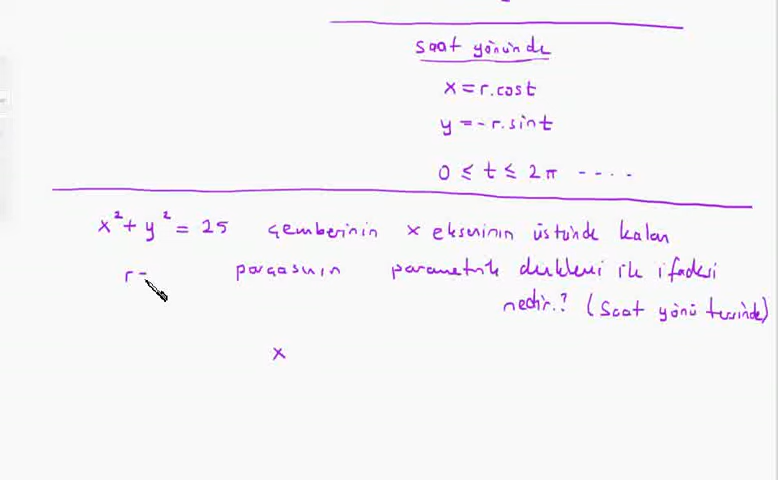 saat yönünde
x = r.cost
y = - r.sint
0 ≤ t ≤ 2π - - - -
x² + y² = 25 çemberinin x ekseninin üstünde kalan
r = parçasının parametrik denklemi ile ifadesi
nedir.? (Saat yönü tersinde)
x